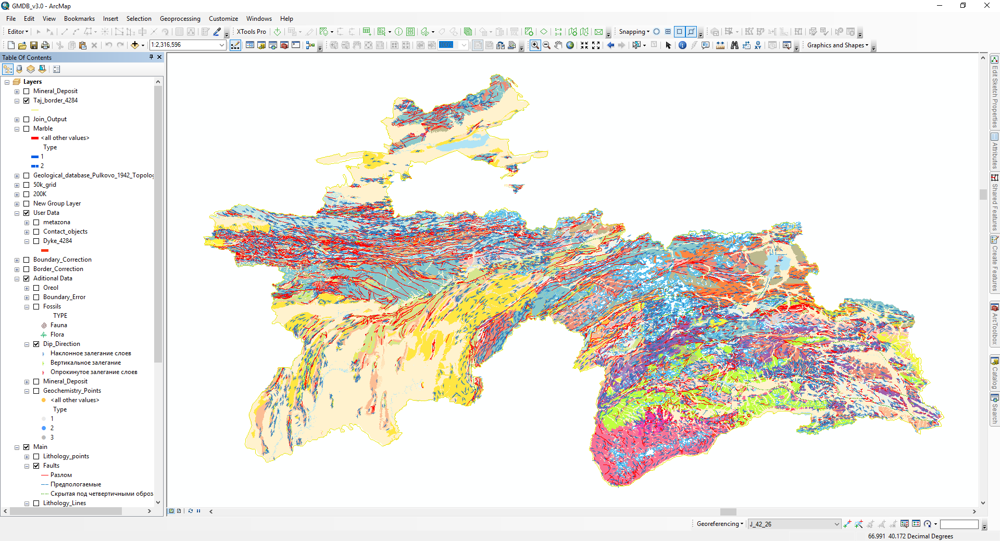 GMDB_v3.0 - ArcMap
File Edit View Bookmarks Insert Selection Geoprocessing Customize Windows Help
Editor XTools Pro Snapping
1:2,316,596 100% Graphics and Shapes
Table Of Contents
Layers
Mineral_Deposit
Taj_border_4284
Join_Output
Marble
<all other values>
Type
1
2
Geological_database_Pulkovo_1942_Topolog
50k_grid
200K
New Group Layer
User Data
metazona
Contact_objects
Dyke_4284
Boundary_Correction
Border_Correction
Aditional Data
Oreol
Boundary_Error
Fossils
TYPE
Fauna
Flora
Dip_Direction
Наклонное залегание слоев
Вертикальное залегание
Опрокинутое залегание слоев
Mineral_Deposit
Geochemistry_Points
<all other values>
Type
1
2
3
Main
Lithology_points
Faults
Разлом
Предпологаемые
Скрытая под четвертичными оброз
Lithology_Lines
Edit Sketch Properties
Attributes
Shared Features
Create Features
ArcToolbox
Catalog
Search
Georeferencing J_42_26
66.991 40.172 Decimal Degrees